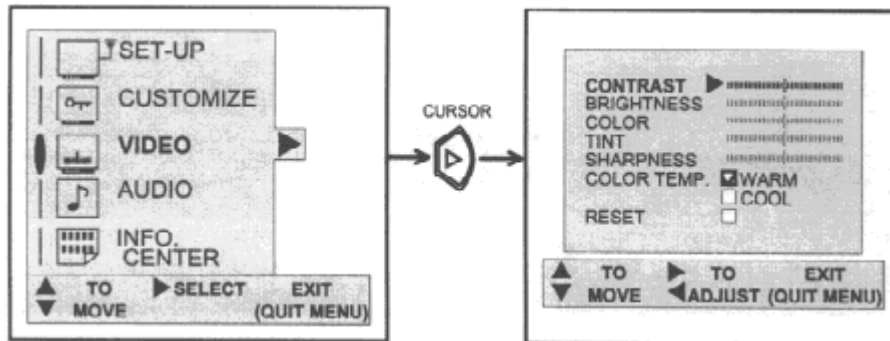 SET-UP
CUSTOMIZE
VIDEO
AUDIO
INFO.
CENTER
TO SELECT EXIT
MOVE (QUIT MENU)
CURSOR
CONTRAST
BRIGHTNESS
COLOR
TINT
SHARPNESS
COLOR TEMP. WARM
COOL
RESET
TO TO EXIT
MOVE ADJUST (QUIT MENU)